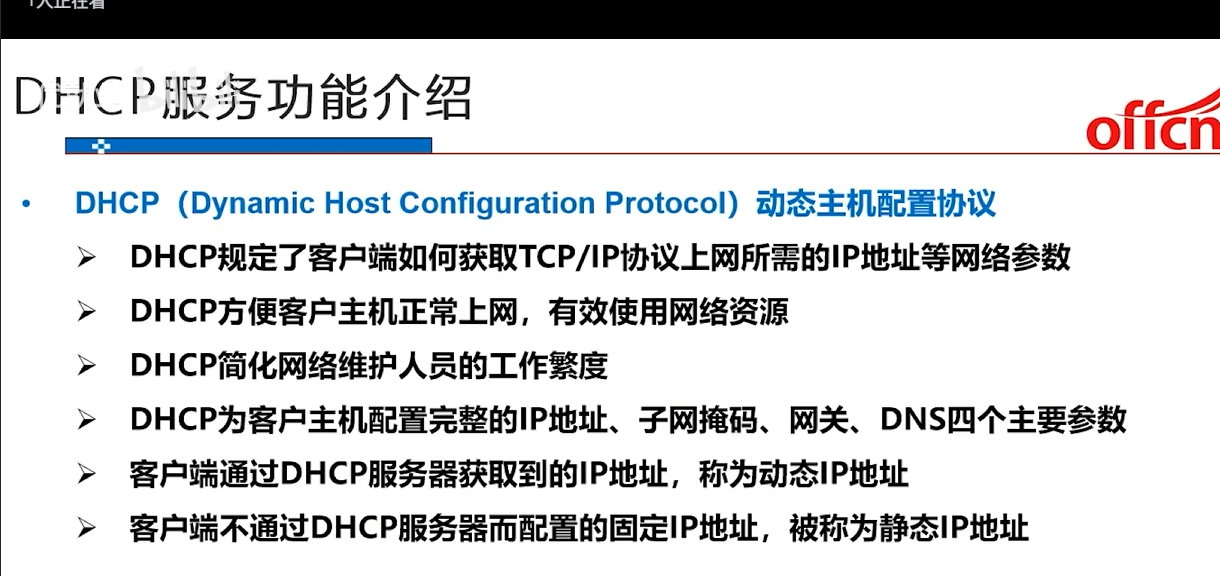 1人正在看
DHCP服务功能介绍
offcn
• DHCP（Dynamic Host Configuration Protocol）动态主机配置协议
➢ DHCP规定了客户端如何获取TCP/IP协议上网所需的IP地址等网络参数
➢ DHCP方便客户主机正常上网，有效使用网络资源
➢ DHCP简化网络维护人员的工作繁度
➢ DHCP为客户主机配置完整的IP地址、子网掩码、网关、DNS四个主要参数
➢ 客户端通过DHCP服务器获取到的IP地址，称为动态IP地址
➢ 客户端不通过DHCP服务器而配置的固定IP地址，被称为静态IP地址